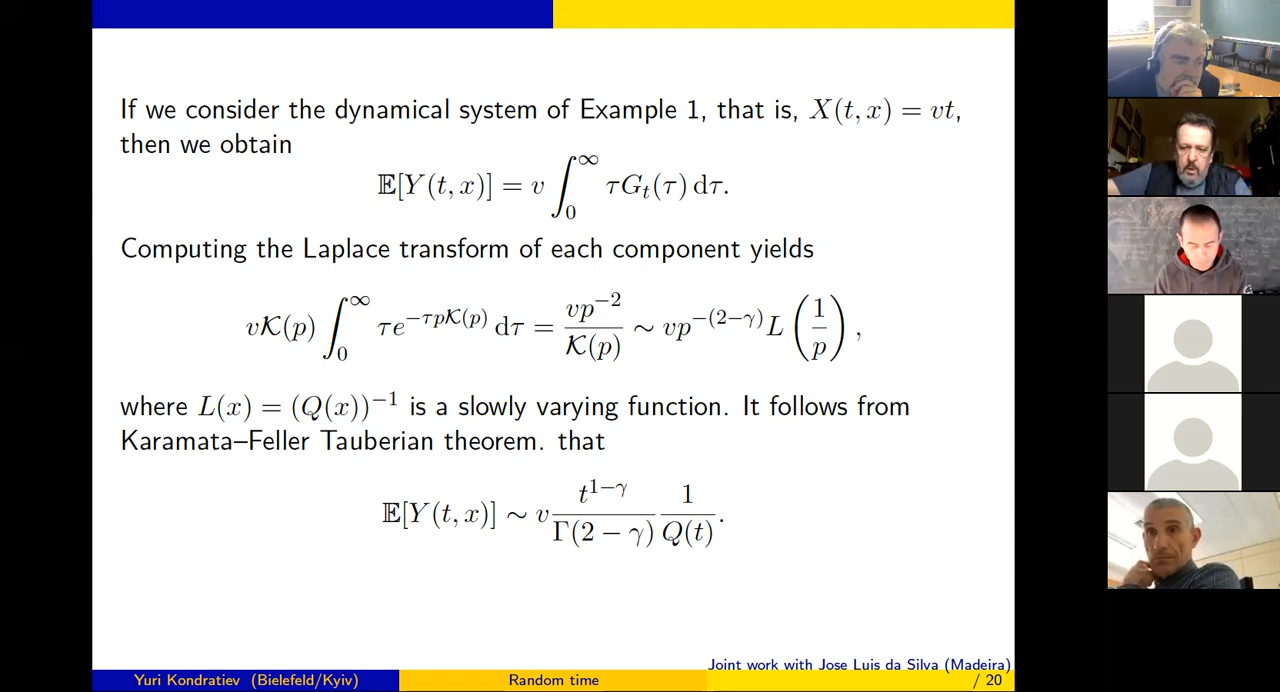 If we consider the dynamical system of Example 1, that is, X(t, x) = vt,
then we obtain
𝔼[Y(t, x)] = v ∫₀^∞ τG_t(τ) dτ.
Computing the Laplace transform of each component yields
v𝒦(p) ∫₀^∞ τe^{−τp𝒦(p)} dτ = vp^{−2}/𝒦(p) ∼ vp^{−(2−γ)}L(1/p),
where L(x) = (Q(x))^{−1} is a slowly varying function. It follows from
Karamata–Feller Tauberian theorem. that
𝔼[Y(t, x)] ∼ v t^{1−γ}/Γ(2 − γ) 1/Q(t).
Joint work with Jose Luis da Silva (Madeira)
Yuri Kondratiev (Bielefeld/Kyiv) Random time / 20